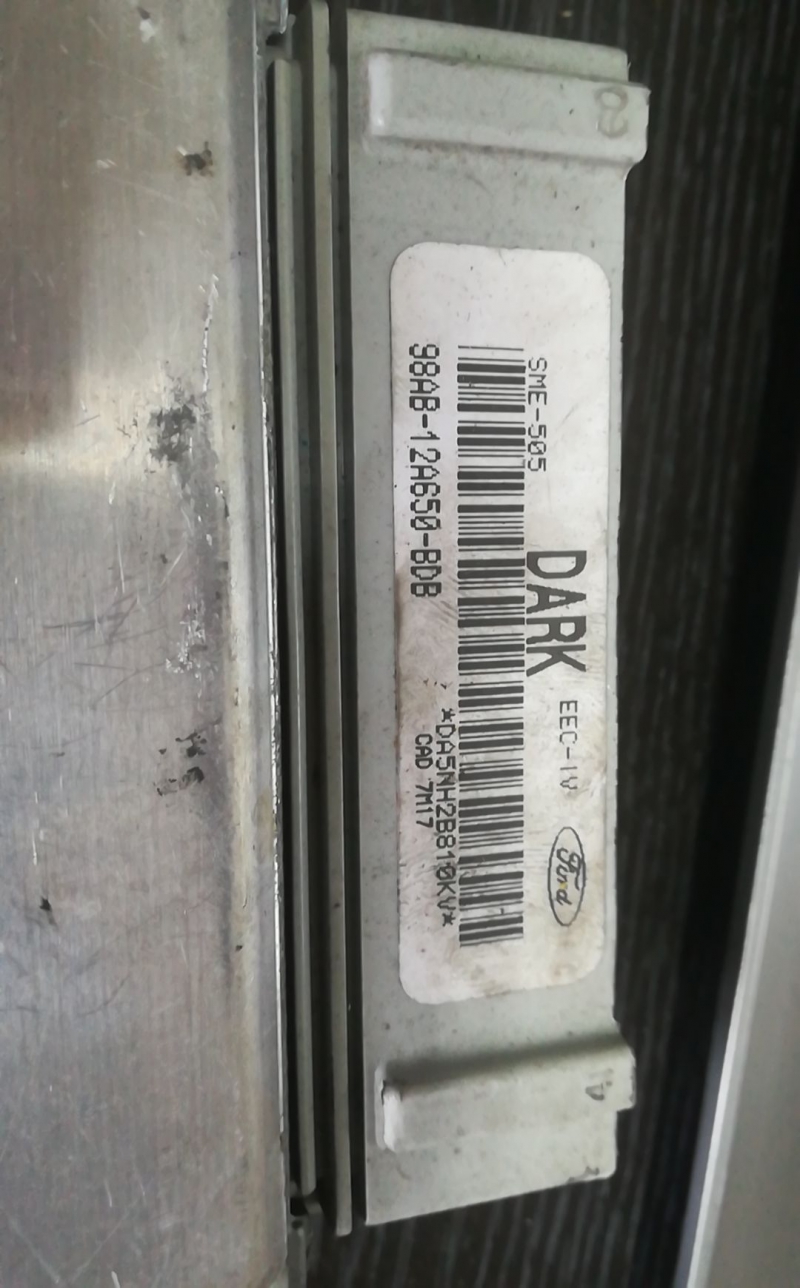 SME-505
DARK
EEC-IV
Ford
98AB-12A650-BDB
*DA5NH2B810KV*
CAD 7M17